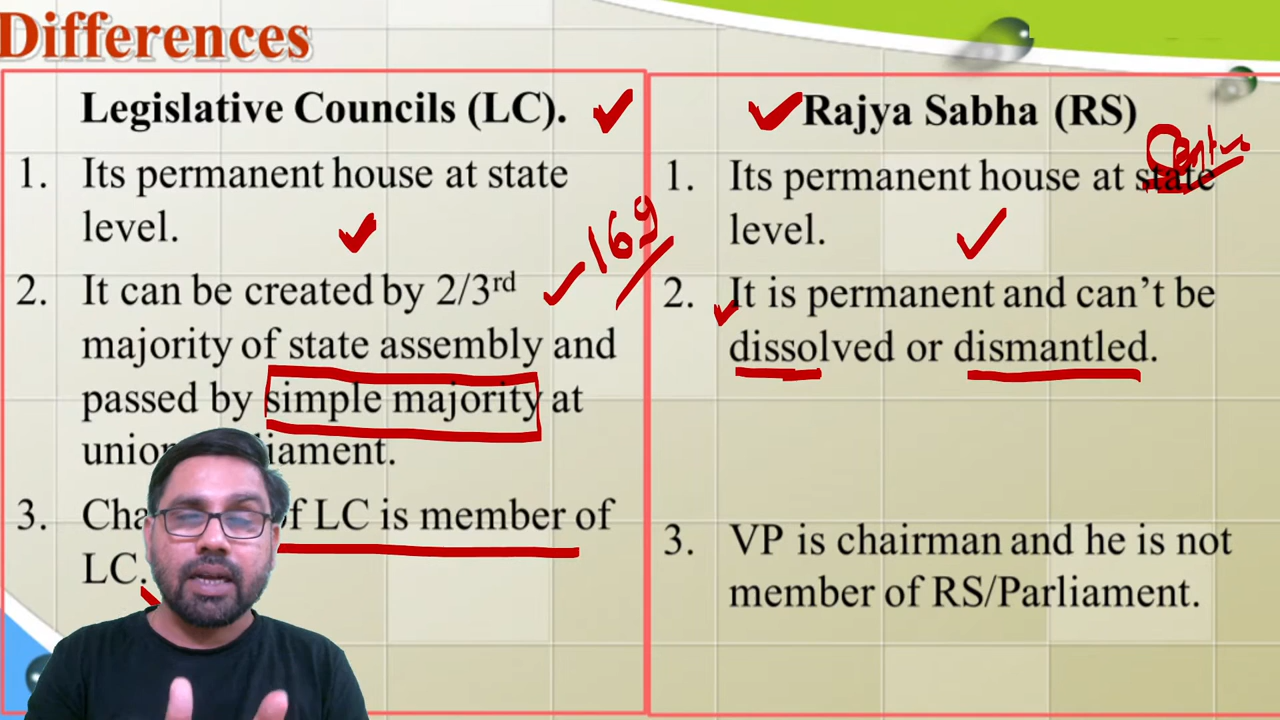 Differences
Legislative Councils (LC).
1. Its permanent house at state
level.
2. It can be created by 2/3rd
majority of state assembly and
passed by simple majority at
union
3. of LC is member of
LC.
169
Rajya Sabha (RS)
1. Its permanent house at state
level.
2. It is permanent and can’t be
dissolved or dismantled.
3. VP is chairman and he is not
member of RS/Parliament.